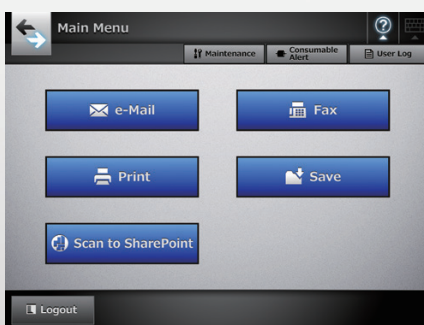 Main Menu
?
Maintenance
Consumable
Alert
User Log
e-Mail
Fax
Print
Save
Scan to SharePoint
Logout